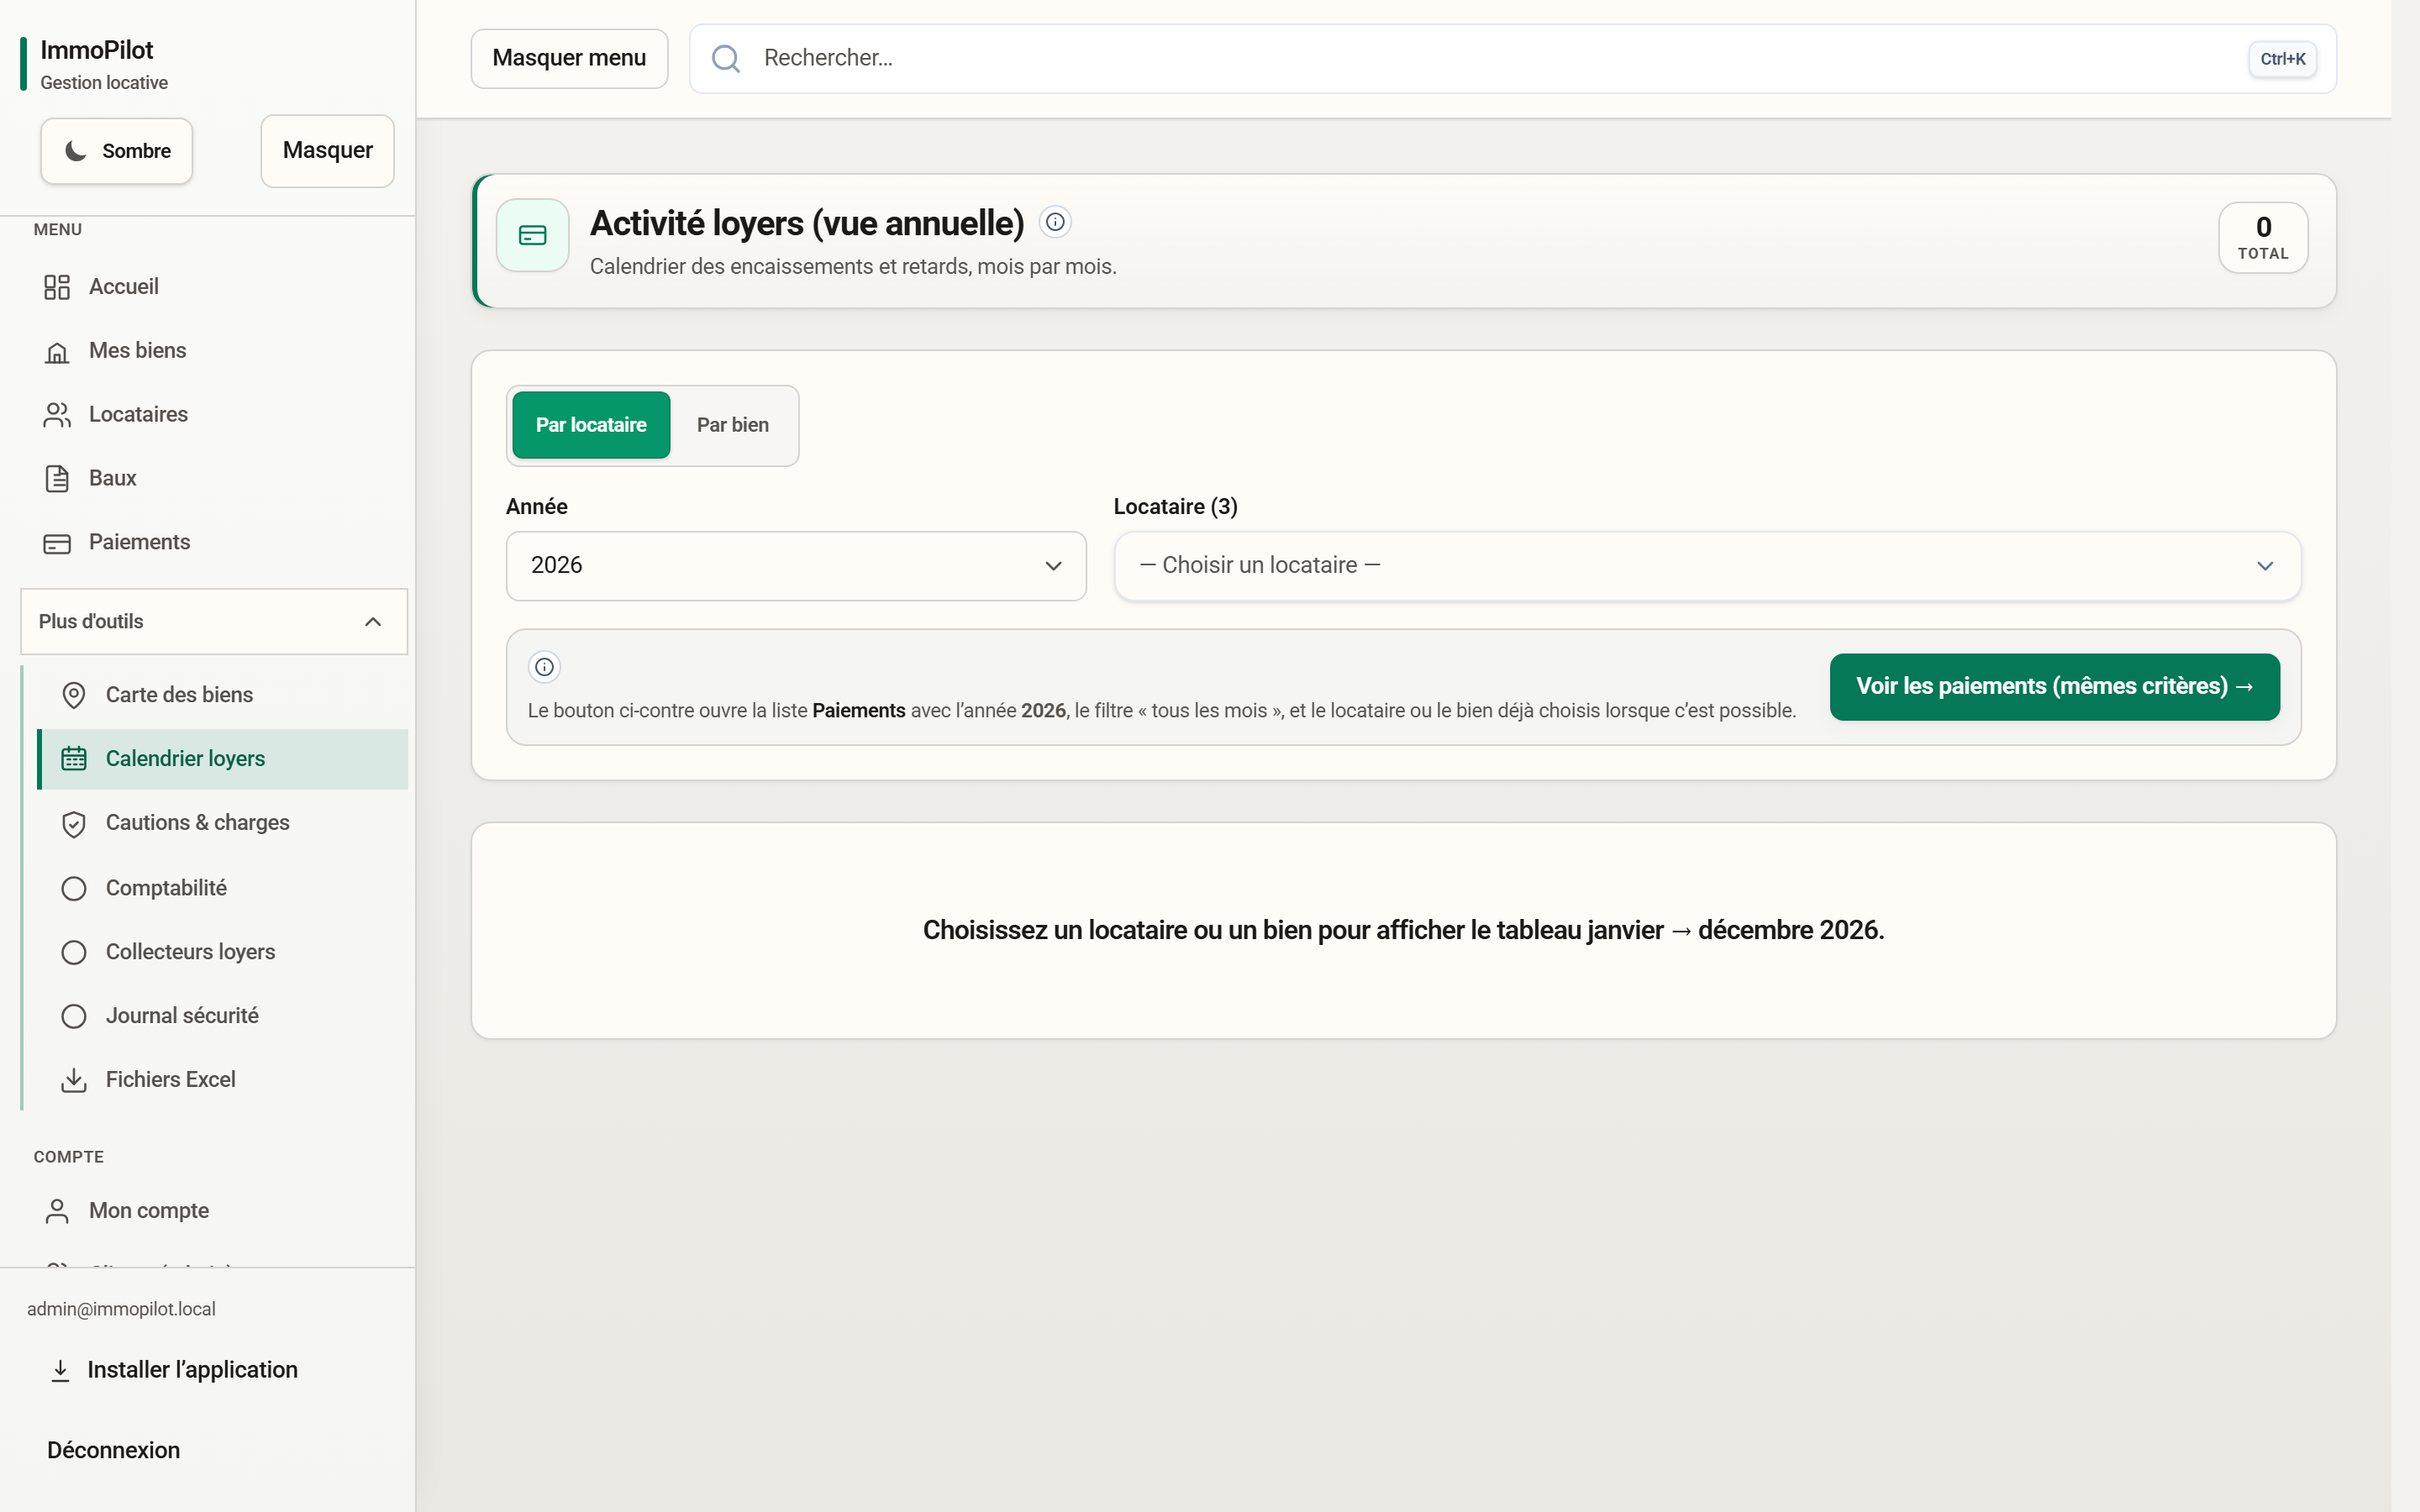 ImmoPilot
Gestion locative
Sombre
Masquer
MENU
Accueil
Mes biens
Locataires
Baux
Paiements
Plus d'outils
Carte des biens
Calendrier loyers
Cautions & charges
Comptabilité
Collecteurs loyers
Journal sécurité
Fichiers Excel
COMPTE
Mon compte
admin@immopilot.local
Installer l’application
Déconnexion
Masquer menu
Rechercher...
Ctrl+K
Activité loyers (vue annuelle)
Calendrier des encaissements et retards, mois par mois.
0
TOTAL
Par locataire
Par bien
Année
2026
Locataire (3)
— Choisir un locataire —
Le bouton ci-contre ouvre la liste Paiements avec l’année 2026, le filtre « tous les mois », et le locataire ou le bien déjà choisis lorsque c’est possible.
Voir les paiements (mêmes critères) →
Choisissez un locataire ou un bien pour afficher le tableau janvier → décembre 2026.